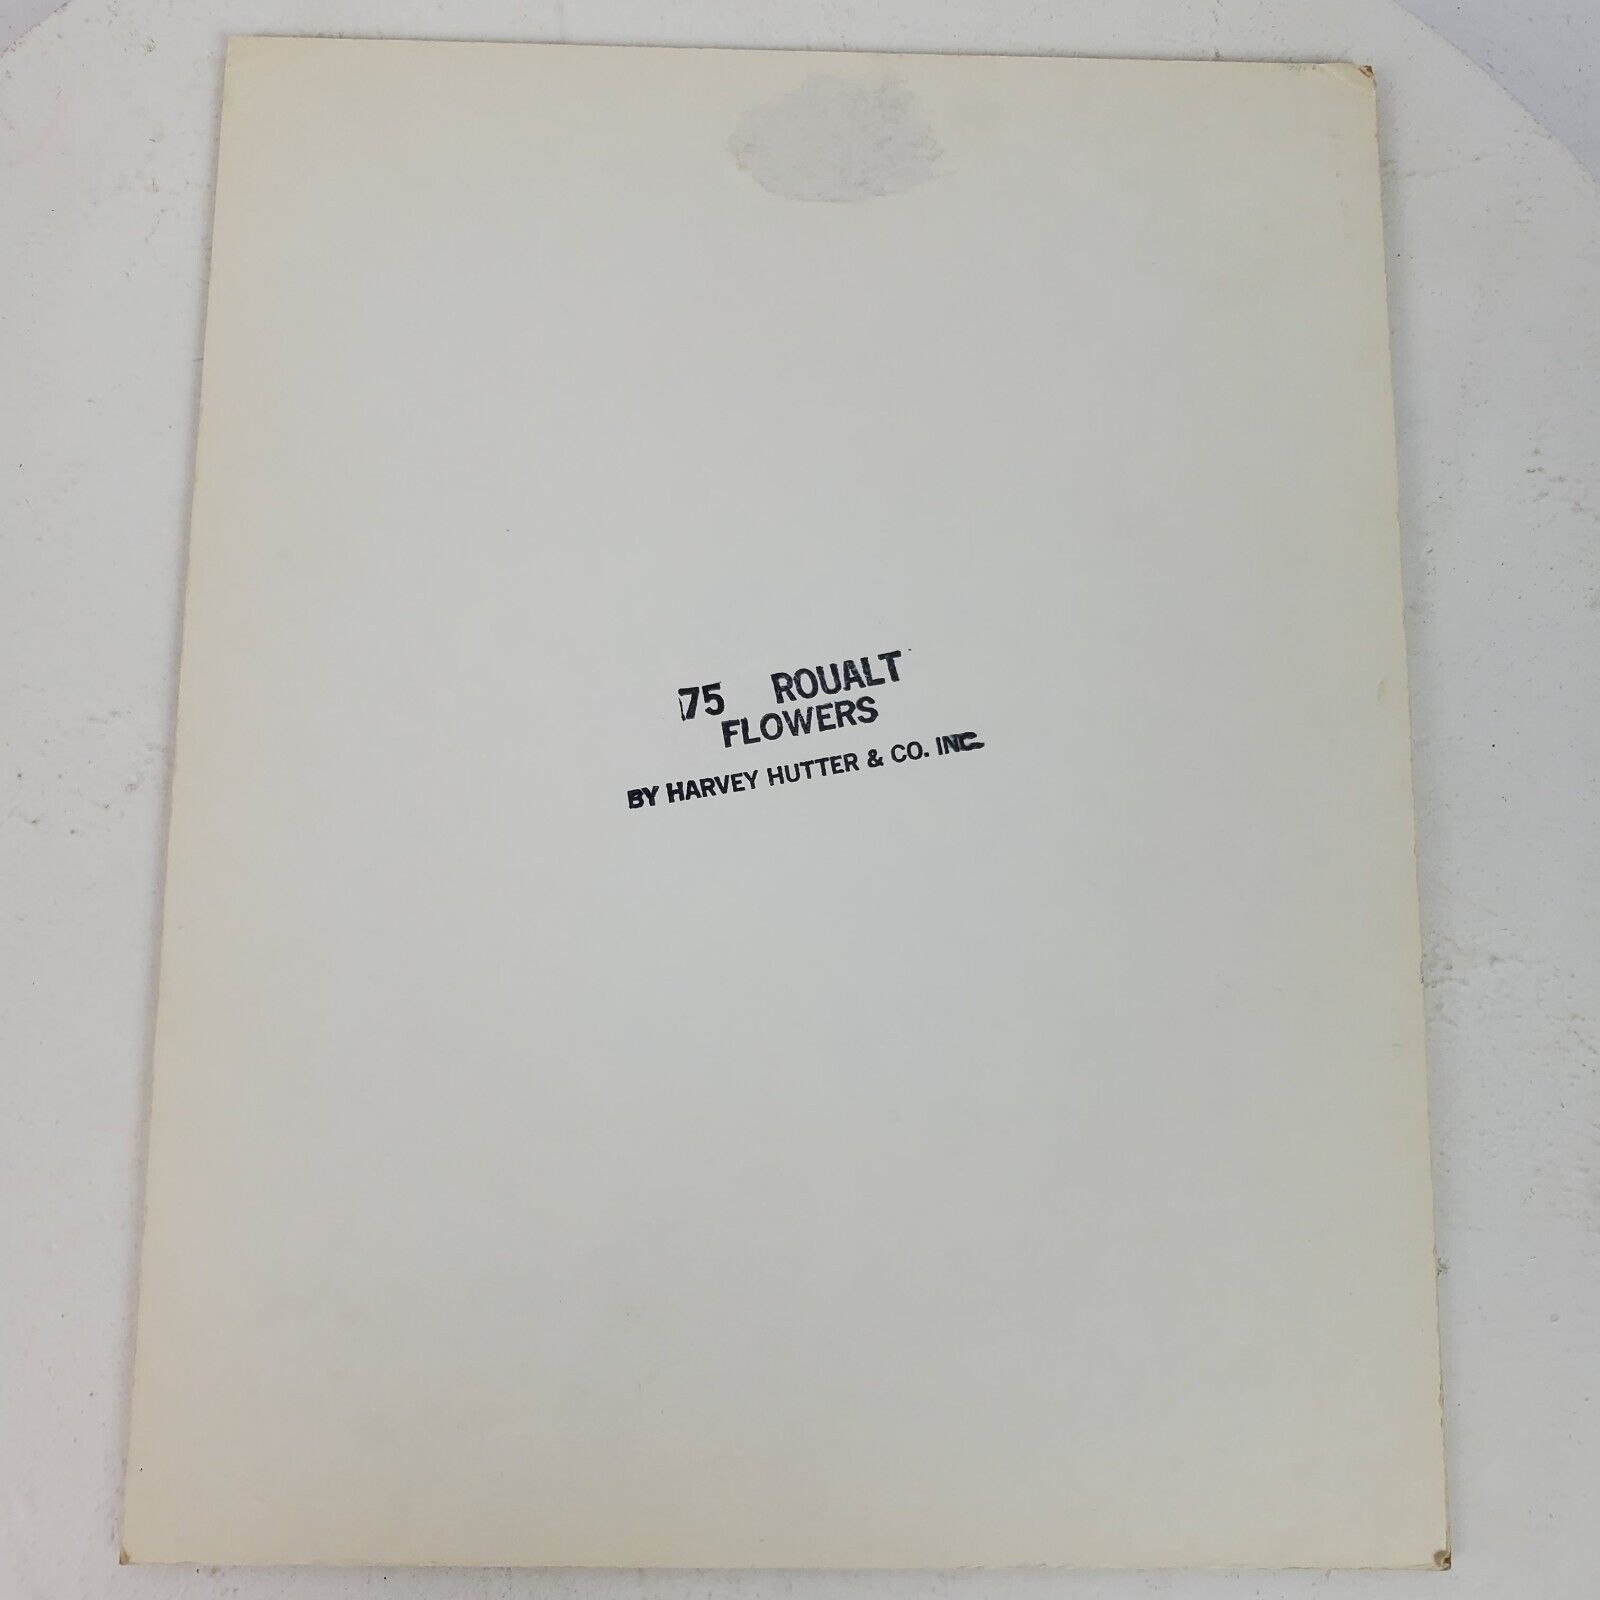 75 ROUALT
FLOWERS
BY HARVEY HUTTER & CO. INC.